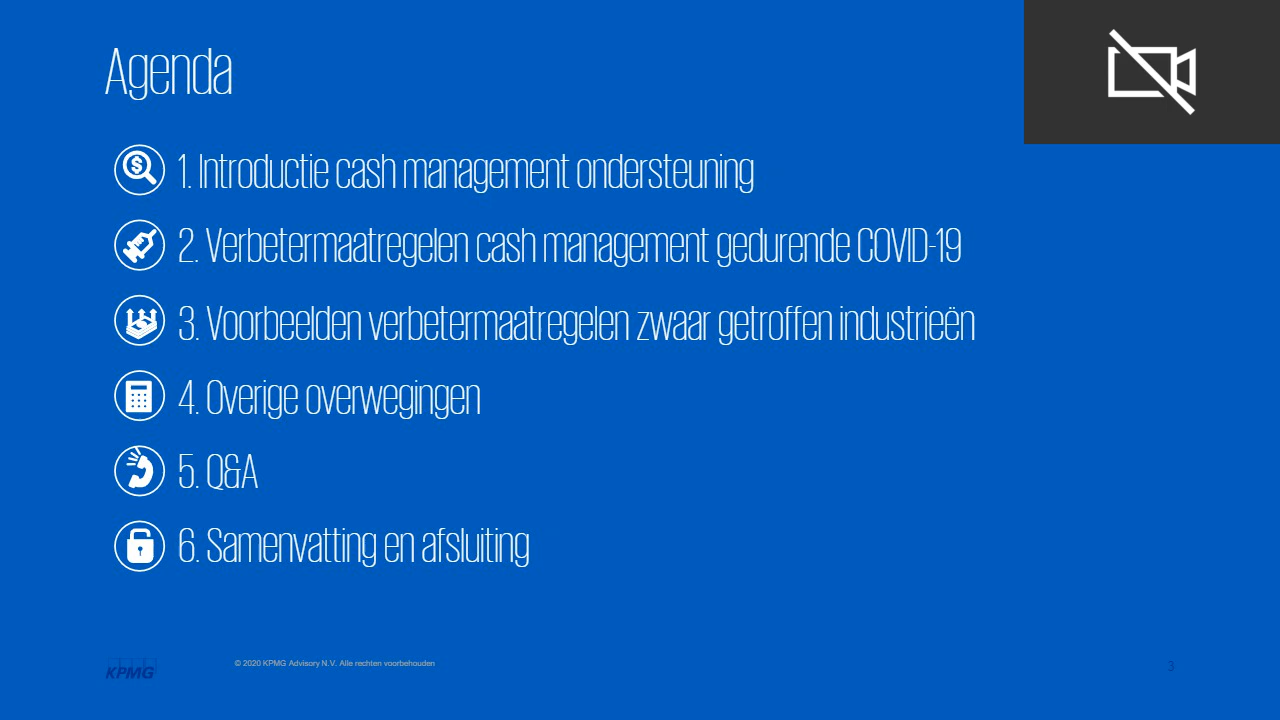 Agenda
1. Introductie cash management ondersteuning
2. Verbetermaatregelen cash management gedurende COVID-19
3. Voorbeelden verbetermaatregelen zwaar getroffen industrieën
4. Overige overwegingen
5. Q&A
6. Samenvatting en afsluiting
KPMG
© 2020 KPMG Advisory N.V. Alle rechten voorbehouden
3